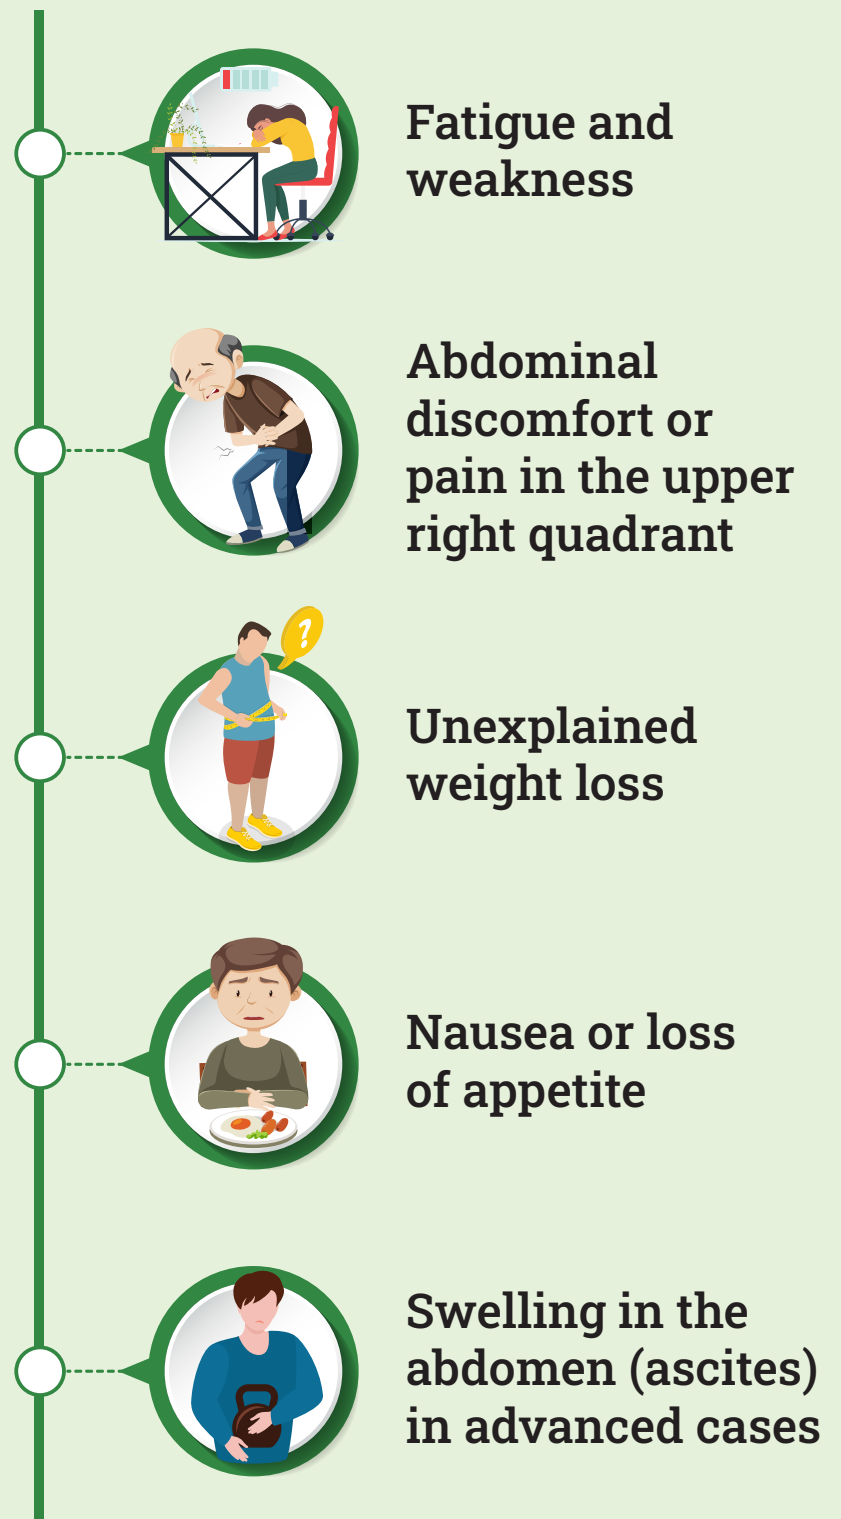 Fatigue and
weakness
Abdominal
discomfort or
pain in the upper
right quadrant
?
Unexplained
weight loss
Nausea or loss
of appetite
Swelling in the
abdomen (ascites)
in advanced cases